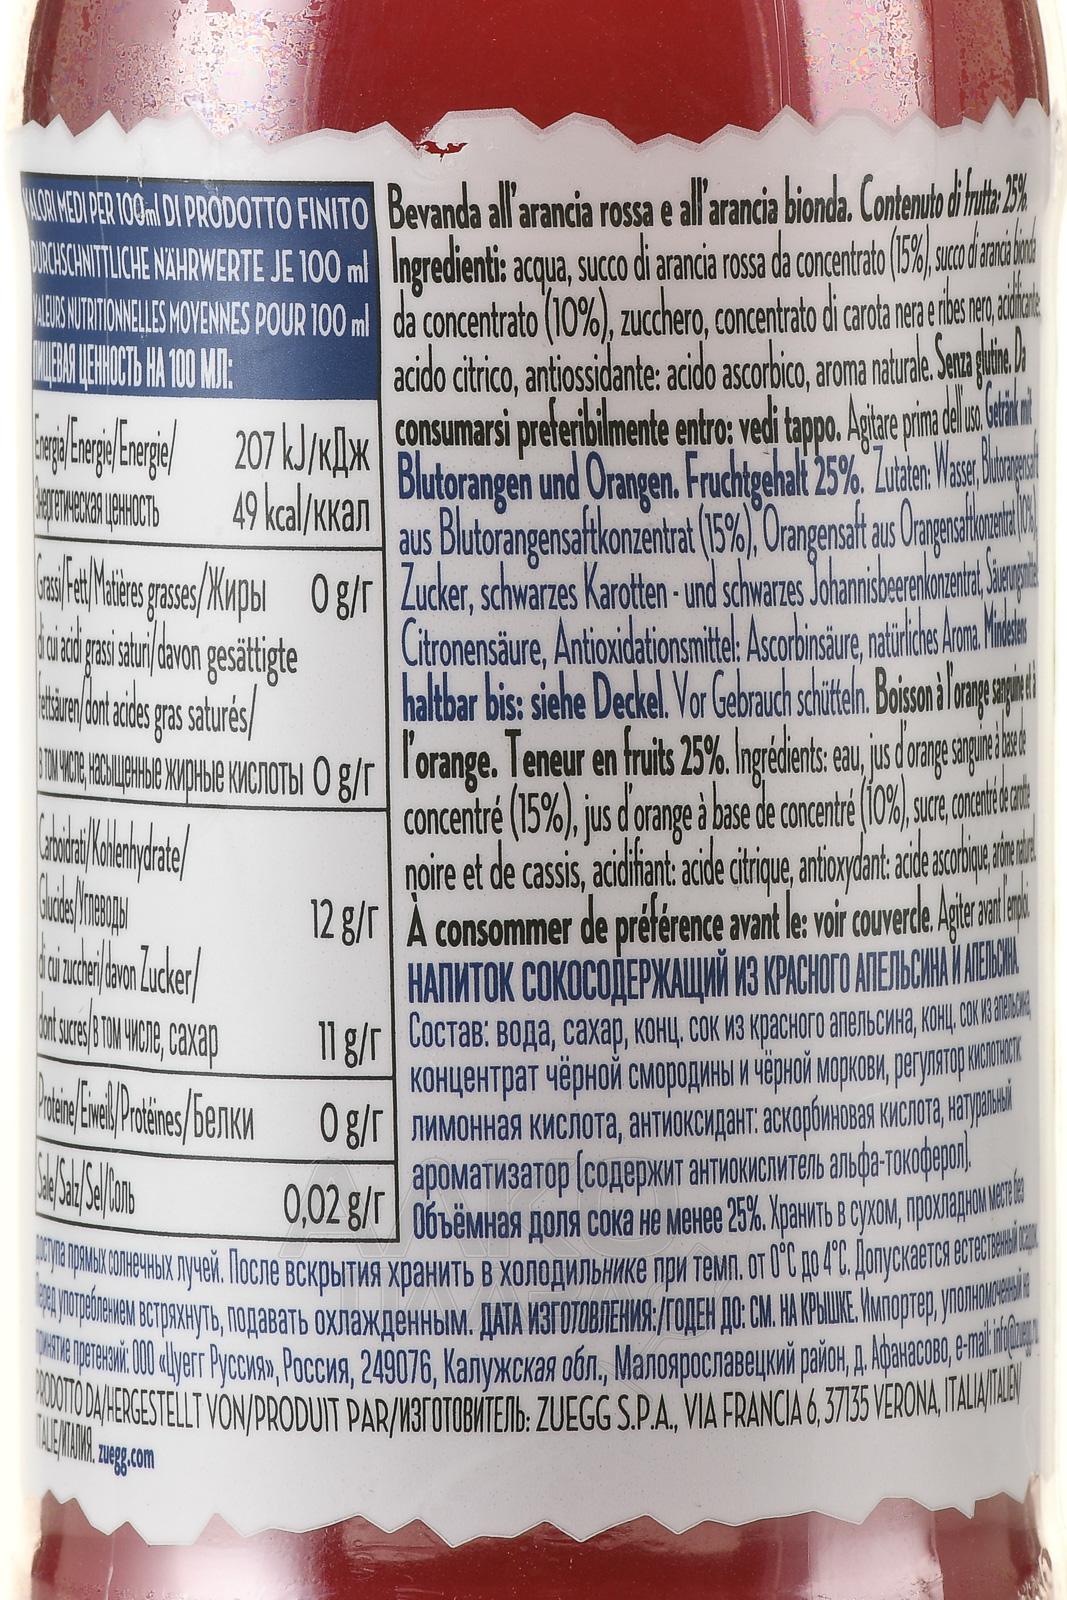 VALORI MEDI PER 100ml DI PRODOTTO FINITO
DURCHSCHNITTLICHE NÄHRWERTE JE 100 ml
VALEURS NUTRITIONNELLES MOYENNES POUR 100 ml
ПИЩЕВАЯ ЦЕННОСТЬ НА 100 МЛ:
Energia/Energie/Energie/ 207 kJ/кДж
Энергетическая ценность 49 kcal/ккал
Grassi/Fett/Matières grasses/Жиры 0 g/г
di cui acidi grassi saturi/davon gesättigte
Fettsäuren/dont acides gras saturés/
в том числе, насыщенные жирные кислоты 0 g/г
Carboidrati/Kohlenhydrate/
Glucides/Углеводы 12 g/г
di cui zuccheri/davon Zucker/
dont sucres/в том числе, сахар 11 g/г
Proteine/Eiweiß/Protéines/Белки 0 g/г
Sale/Salz/Sel/Соль 0,02 g/г
Bevanda all'arancia rossa e all'arancia bionda. Contenuto di frutta: 25%.
Ingredienti: acqua, succo di arancia rossa da concentrato (15%), succo di arancia bionda
da concentrato (10%), zucchero, concentrato di carota nera e ribes nero, acidificante:
acido citrico, antiossidante: acido ascorbico, aroma naturale. Senza glutine. Da
consumarsi preferibilmente entro: vedi tappo. Agitare prima dell'uso. Getränk mit
Blutorangen und Orangen. Fruchtgehalt 25%. Zutaten: Wasser, Blutorangensaft
aus Blutorangensaftkonzentrat (15%), Orangensaft aus Orangensaftkonzentrat (10%),
Zucker, schwarzes Karotten - und schwarzes Johannisbeerenkonzentrat, Säuerungsmittel:
Citronensäure, Antioxidationsmittel: Ascorbinsäure, natürliches Aroma. Mindestens
haltbar bis: siehe Deckel. Vor Gebrauch schütteln. Boisson à l'orange sanguine et à
l'orange. Teneur en fruits 25%. Ingrédients: eau, jus d'orange sanguine à base de
concentré (15%), jus d'orange à base de concentré (10%), sucre, concentré de carotte
noire et de cassis, acidifiant: acide citrique, antioxydant: acide ascorbique, arôme naturel.
À consommer de préférence avant le: voir couvercle. Agiter avant l'emploi.
НАПИТОК СОКОСОДЕРЖАЩИЙ ИЗ КРАСНОГО АПЕЛЬСИНА И АПЕЛЬСИНА.
Состав: вода, сахар, конц. сок из красного апельсина, конц. сок из апельсина,
концентрат чёрной смородины и чёрной моркови, регулятор кислотности:
лимонная кислота, антиоксидант: аскорбиновая кислота, натуральный
ароматизатор (содержит антиокислитель альфа-токоферол).
Объёмная доля сока не менее 25%. Хранить в сухом, прохладном месте без
доступа прямых солнечных лучей. После вскрытия хранить в холодильнике при темп. от 0°С до 4°С. Допускается естественный осадок.
Перед употреблением встряхнуть, подавать охлажденным. ДАТА ИЗГОТОВЛЕНИЯ:/ГОДЕН ДО: СМ. НА КРЫШКЕ. Импортер, уполномоченный на
принятие претензий: ООО «Цуегг Руссия», Россия, 249076, Калужская обл., Малоярославецкий район, д. Афанасово, e-mail: info@zuegg.ru
PRODOTTO DA/HERGESTELLT VON/PRODUIT PAR/ИЗГОТОВИТЕЛЬ: ZUEGG S.P.A., VIA FRANCIA 6, 37135 VERONA, ITALIA/ITALIEN/
ITALIE/ИТАЛИЯ. zuegg.com